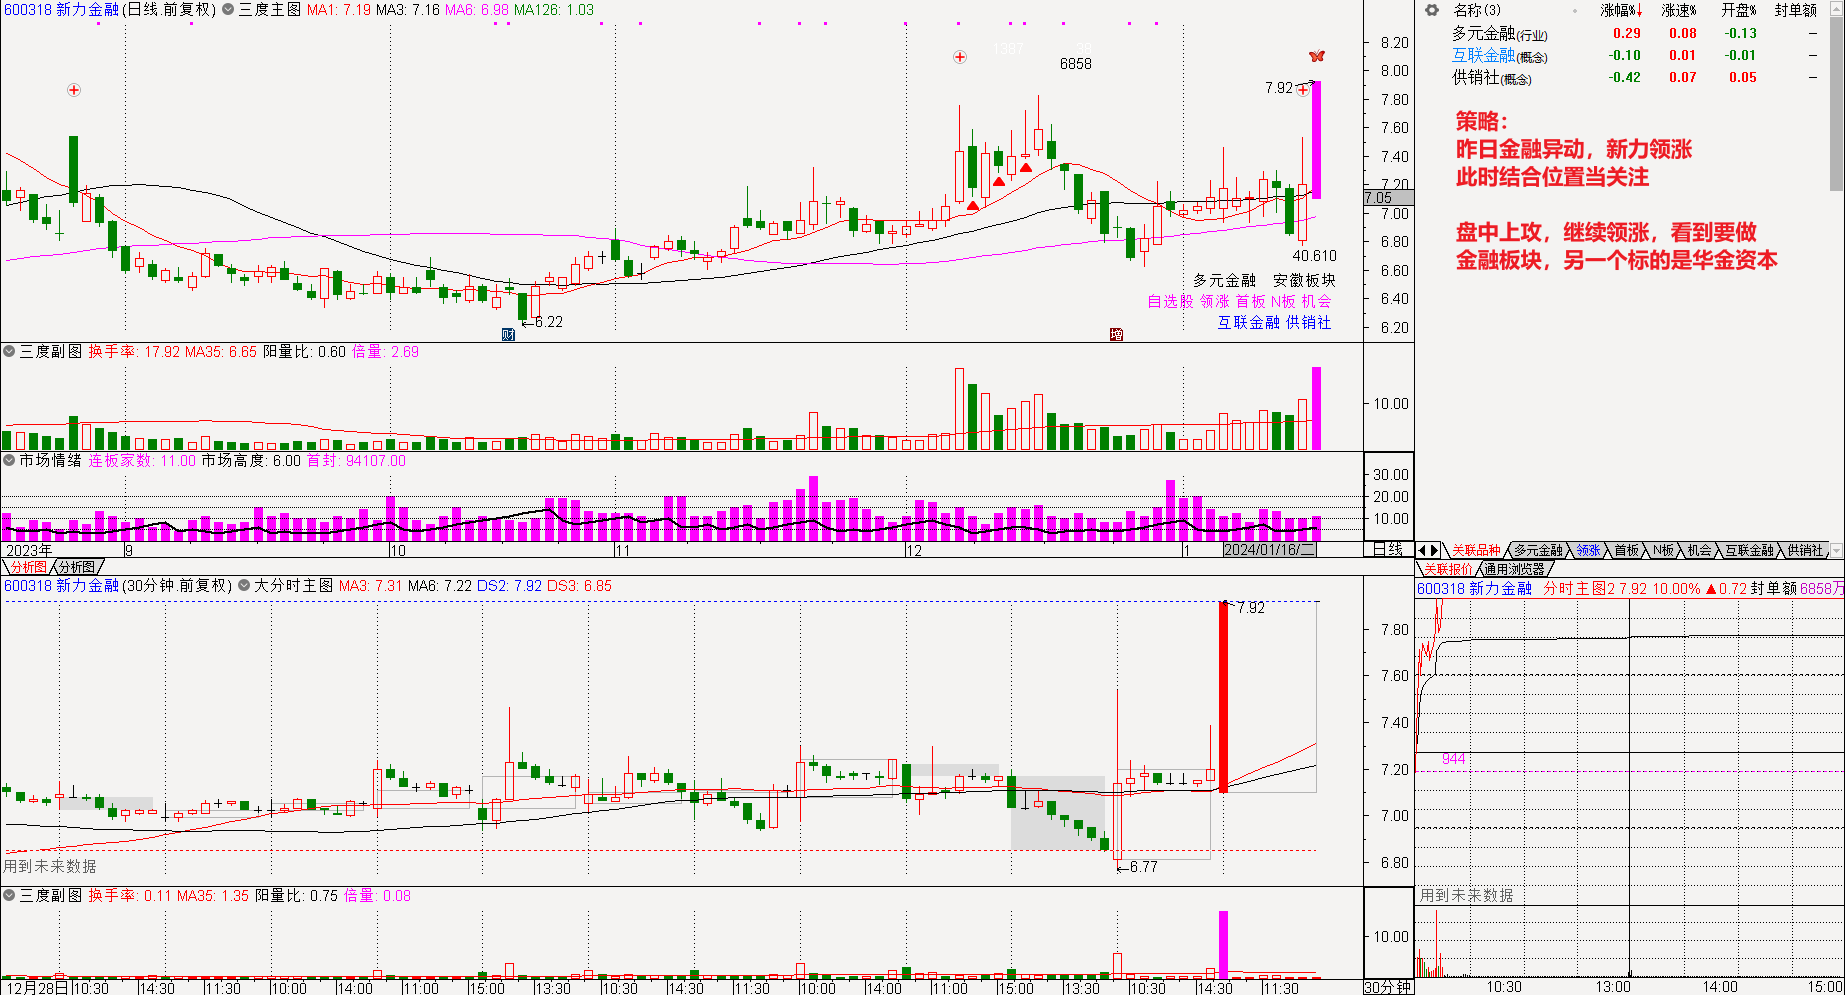 600318 新力金融(日线.前复权) 三度主图 MA1: 7.19 MA3: 7.16 MA6: 6.98 MA126: 1.03
1387 38
6858
7.92
8.20
8.00
7.80
7.60
7.40
7.20
7.05
7.00
6.80
6.60
6.40
6.20
40.610
多元金融 安徽板块
自选股 领涨 首板 N板 机会
互联金融 供销社
←6.22
财
增
三度副图 换手率: 17.92 MA35: 6.65 阳量比: 0.60 倍量: 2.69
10.00
市场情绪 连板家数: 11.00 市场高度: 6.00 首封: 94107.00
30.00
20.00
10.00
2023年 9 10 11 12 1 2024/01/16/二 日线
分析图 分析图
600318 新力金融(30分钟.前复权) 大分时主图 MA3: 7.31 MA6: 7.22 DS2: 7.92 DS3: 6.85
7.92
7.80
7.60
7.40
7.20
7.00
6.80
←6.77
用到未来数据
三度副图 换手率: 0.11 MA35: 1.35 阳量比: 0.75 倍量: 0.08
10.00
12月28日 10:30 14:30 11:30 10:00 14:00 11:00 15:00 13:30 10:30 14:30 11:30 10:00 14:00 11:00 15:00 13:30 10:30 14:30 11:30 30分钟
名称(3) 涨幅%↓ 涨速% 开盘% 封单额
多元金融(行业) 0.29 0.08 -0.13 –
互联金融(概念) -0.10 0.01 -0.01 –
供销社(概念) -0.42 0.07 0.05 –
策略：
昨日金融异动，新力领涨
此时结合位置当关注
盘中上攻，继续领涨，看到要做
金融板块，另一个标的是华金资本
关联品种 多元金融 领涨 首板 N板 机会 互联金融 供销社
关联报价 通用浏览器
600318 新力金融 分时主图2 7.92 10.00% ▲0.72 封单额 6858万
944
用到未来数据
10:30 13:00 14:00 15:00